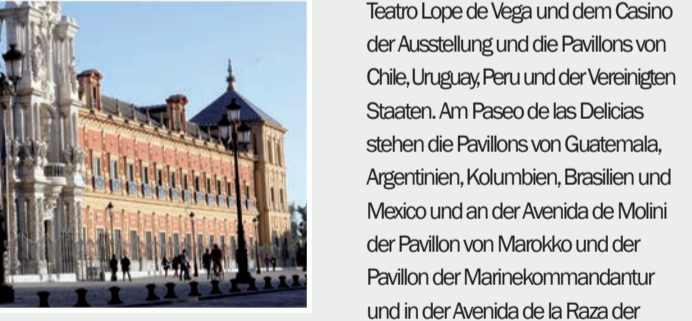 Teatro Lope de Vega und dem Casino
der Ausstellung und die Pavillons von
Chile, Uruguay, Peru und der Vereinigten
Staaten. Am Paseo de las Delicias
stehen die Pavillons von Guatemala,
Argentinien, Kolumbien, Brasilien und
Mexico und an der Avenida de Molini
der Pavillon von Marokko und der
Pavillon der Marinekommandantur
und in der Avenida de la Raza der